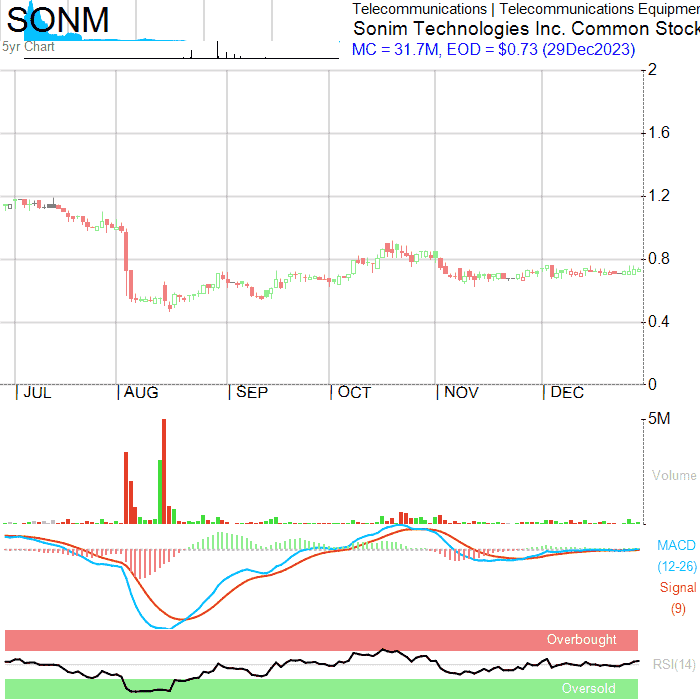 SONM
5yr Chart
Telecommunications | Telecommunications Equipmen
Sonim Technologies Inc. Common Stock
MC = 31.7M, EOD = $0.73 (29Dec2023)
2
1.6
1.2
0.8
0.4
0
JUL AUG SEP OCT NOV DEC
5M
Volume
MACD
(12-26)
Signal
(9)
Overbought
RSI(14)
Oversold